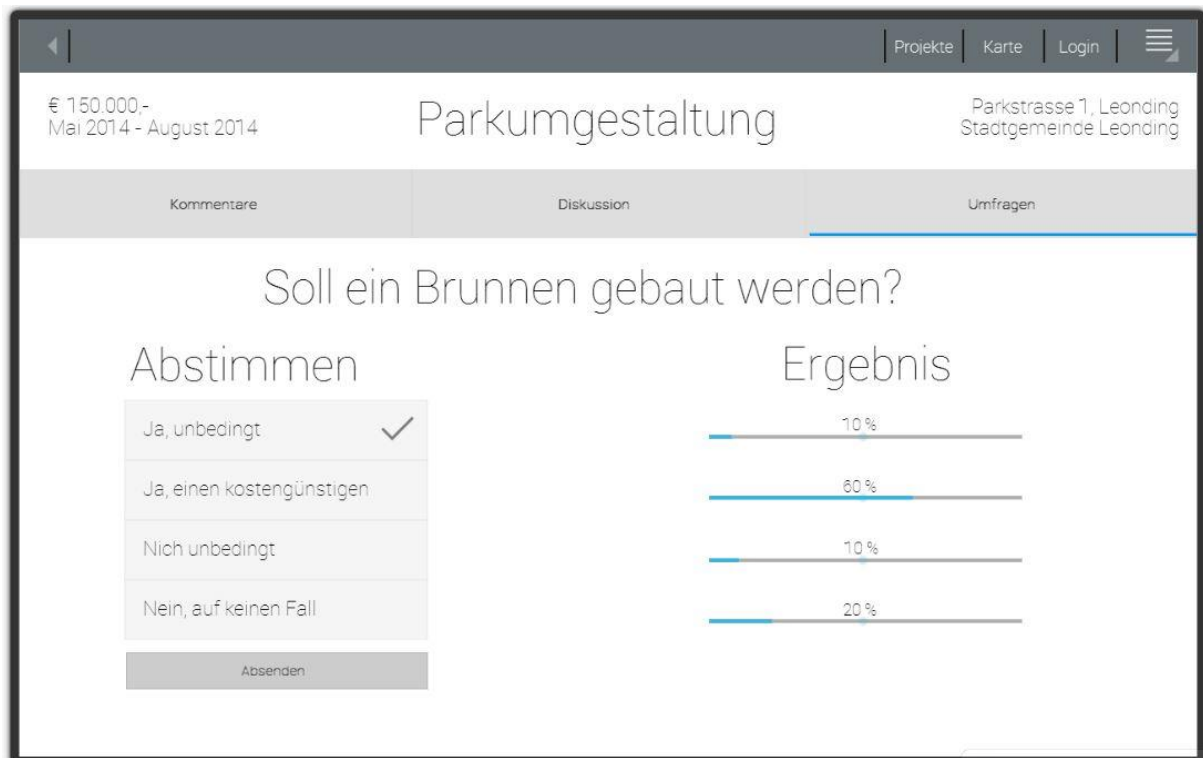 Projekte Karte Login
€ 150.000,-
Mai 2014 - August 2014
Parkumgestaltung
Parkstrasse 1, Leonding
Stadtgemeinde Leonding
Kommentare Diskussion Umfragen
Soll ein Brunnen gebaut werden?
Abstimmen
Ja, unbedingt
Ja, einen kostengünstigen
Nich unbedingt
Nein, auf keinen Fall
Absenden
Ergebnis
10 %
60 %
10 %
20 %